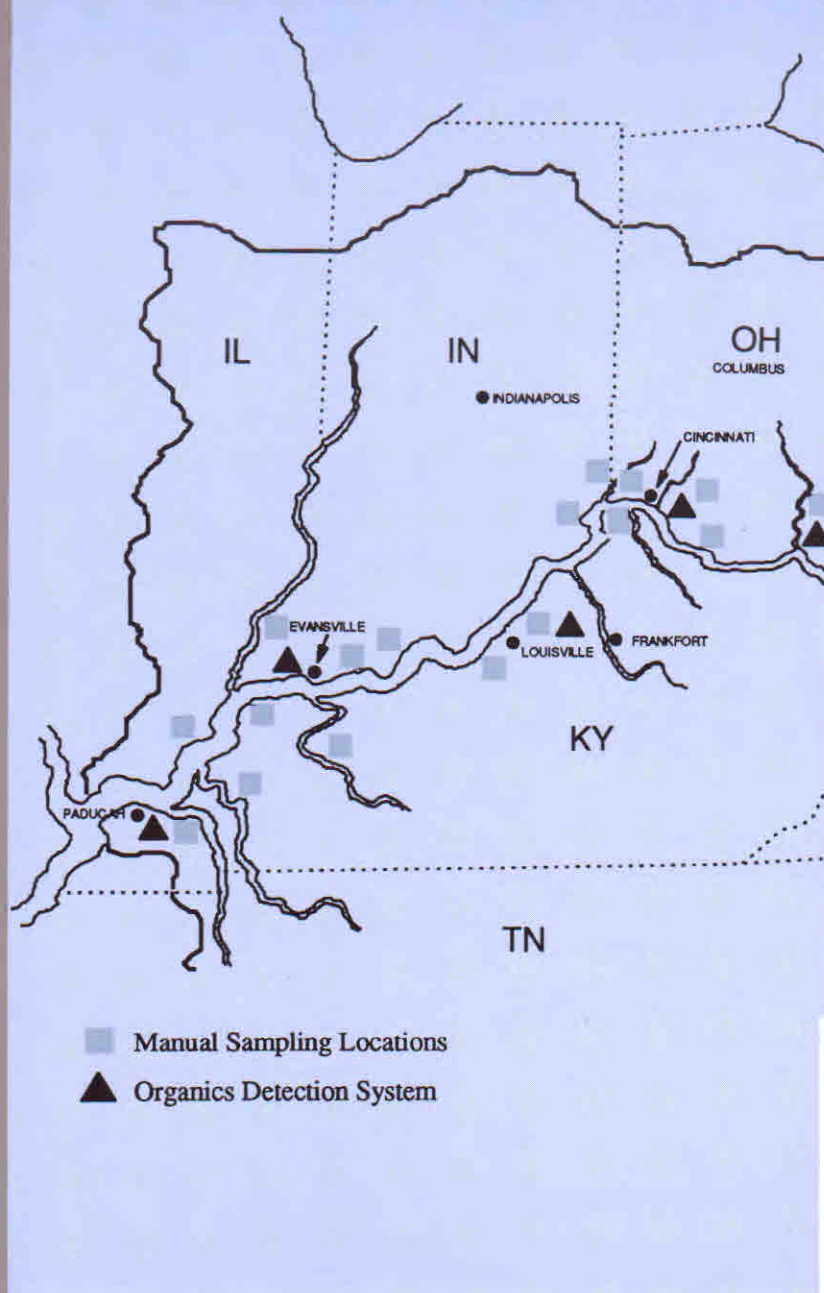 IL
IN
OH
COLUMBUS
INDIANAPOLIS
CINCINNATI
EVANSVILLE
LOUISVILLE
FRANKFORT
KY
PADUCAH
TN
Manual Sampling Locations
Organics Detection System